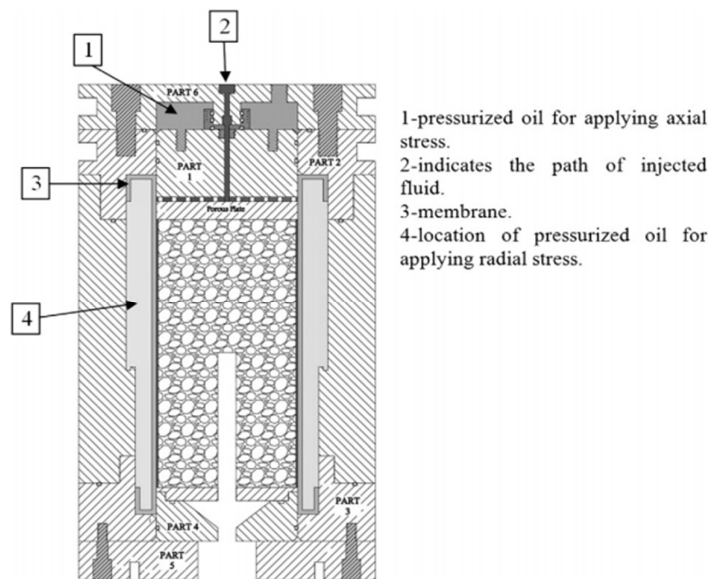 2
1
PART 6
1-pressurized oil for applying axial
stress.
2-indicates the path of injected
fluid.
3-membrane.
4-location of pressurized oil for
applying radial stress.
PART
1
PART 2
3
Porous Plate
4
PART
3
PART 4
PART
5